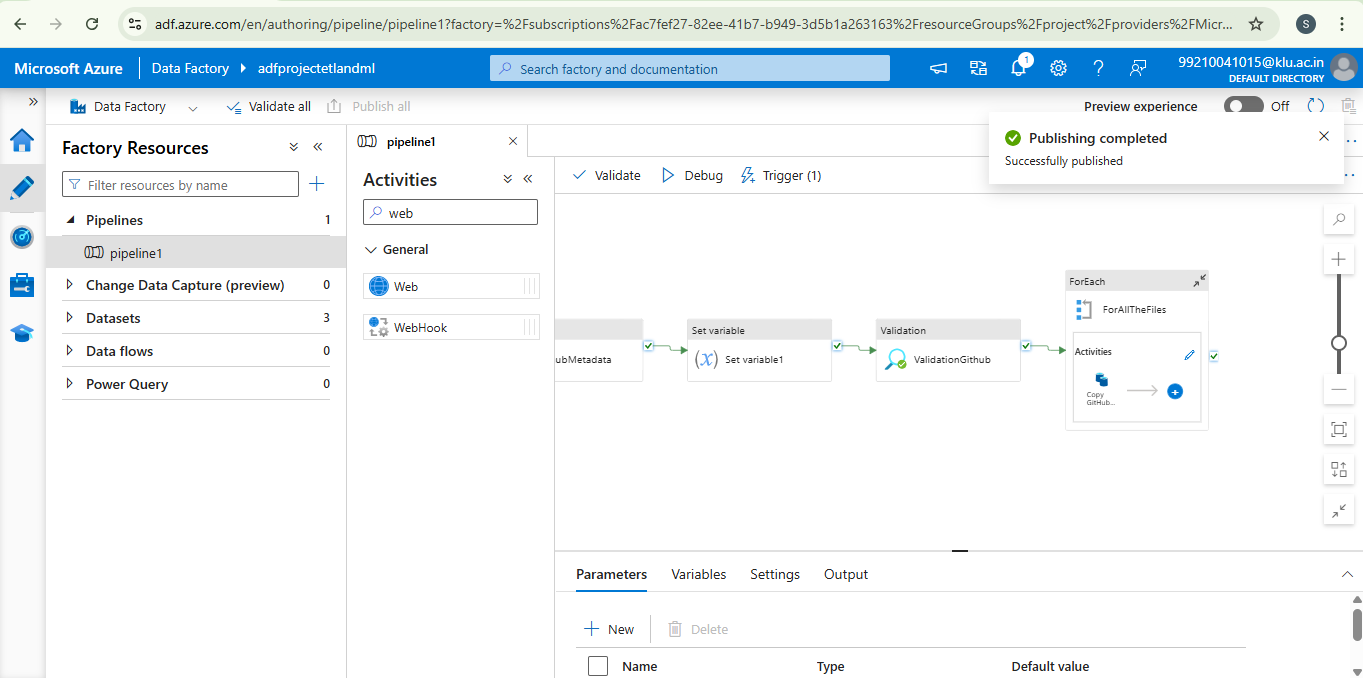 adf.azure.com/en/authoring/pipeline/pipeline1?factory=%2Fsubscriptions%2Fac7fef27-82ee-41b7-b949-3d5b1a263163%2FresourceGroups%2Fproject%2Fproviders%2FMicr...
S
Microsoft Azure
Data Factory
adfprojectetlandml
Search factory and documentation
1
99210041015@klu.ac.in
DEFAULT DIRECTORY
Data Factory
Validate all
Publish all
Preview experience
Off
Publishing completed
Successfully published
Factory Resources
Filter resources by name
Pipelines 1
pipeline1
Change Data Capture (preview) 0
Datasets 3
Data flows 0
Power Query 0
pipeline1
Activities
web
General
Web
WebHook
Validate
Debug
Trigger (1)
ubMetadata
Set variable
(x) Set variable1
Validation
ValidationGithub
ForEach
ForAllTheFiles
Activities
Copy
GitHub...
Parameters
Variables
Settings
Output
New
Delete
Name
Type
Default value